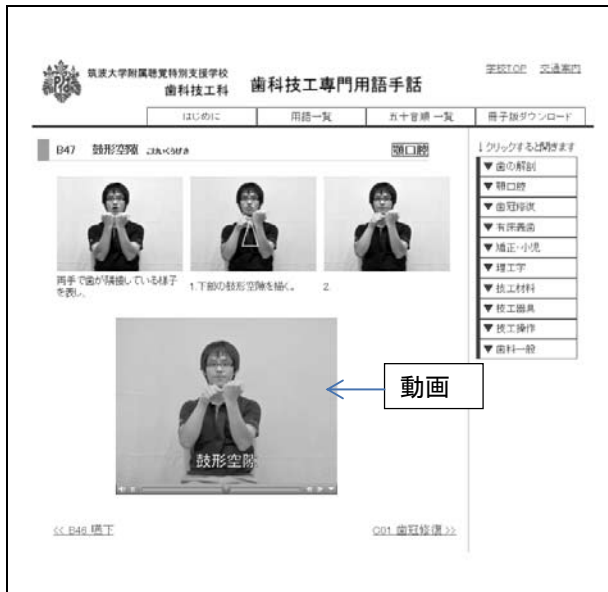 筑波大学附属聴覚特別支援学校
歯科技工科
歯科技工専門用語手話
学校TOP 交通案内
はじめに 用語一覧 五十音順一覧 冊子版ダウンロード
B47 鼓形空隙 こけいくうげき
顎口腔
両手で歯が隣接している様子
を表し、
1.下部の鼓形空隙を描く。
2.
鼓形空隙
動画
<< B46 嚥下
C01 歯冠修復 >>
↓クリックすると開きます
▼ 歯の解剖
▼ 顎口腔
▼ 歯冠修復
▼ 有床義歯
▼ 矯正・小児
▼ 理工学
▼ 技工材料
▼ 技工器具
▼ 技工操作
▼ 歯科一般